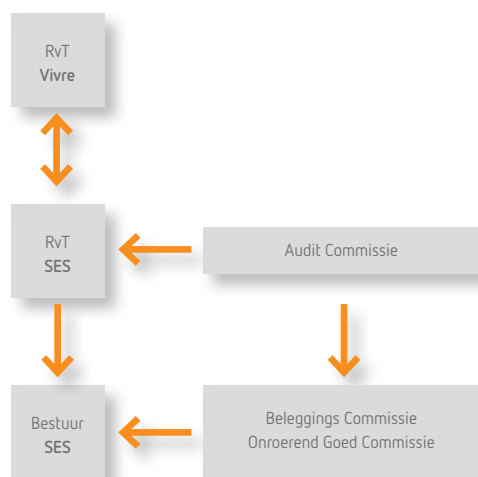 RvT
Vivre
RvT
SES
Audit Commissie
Bestuur
SES
Beleggings Commissie
Onroerend Goed Commissie